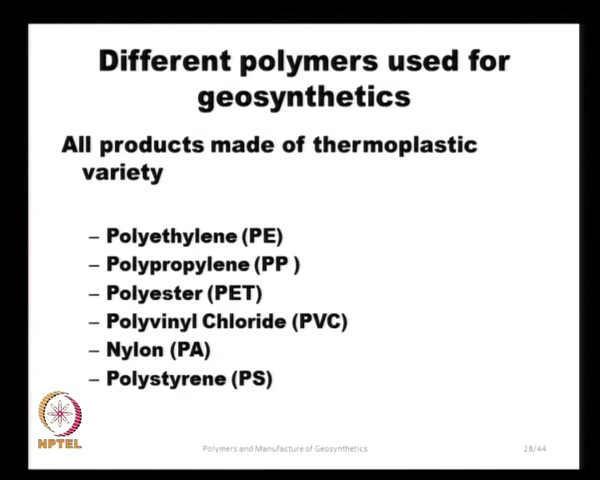 Different polymers used for
geosynthetics
All products made of thermoplastic
variety
– Polyethylene (PE)
– Polypropylene (PP )
– Polyester (PET)
– Polyvinyl Chloride (PVC)
– Nylon (PA)
– Polystyrene (PS)
NPTEL
Polymers and Manufacture of Geosynthetics
28/44